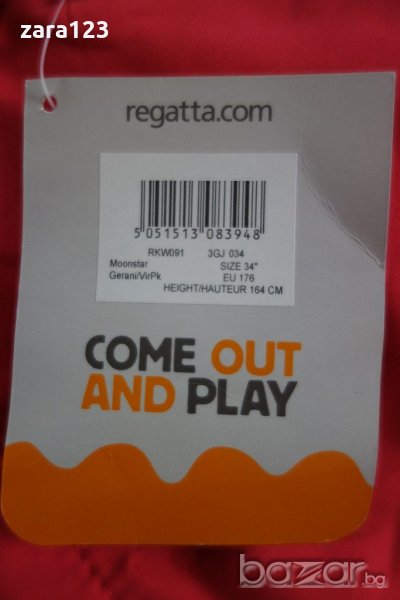 zara123
regatta.com
5 051513 083948
RKW091 3GJ 034
Moonstar SIZE 34"
Gerani/VirPk EU 176
HEIGHT/HAUTEUR 164 CM
COME OUT
AND PLAY
bazar.bg